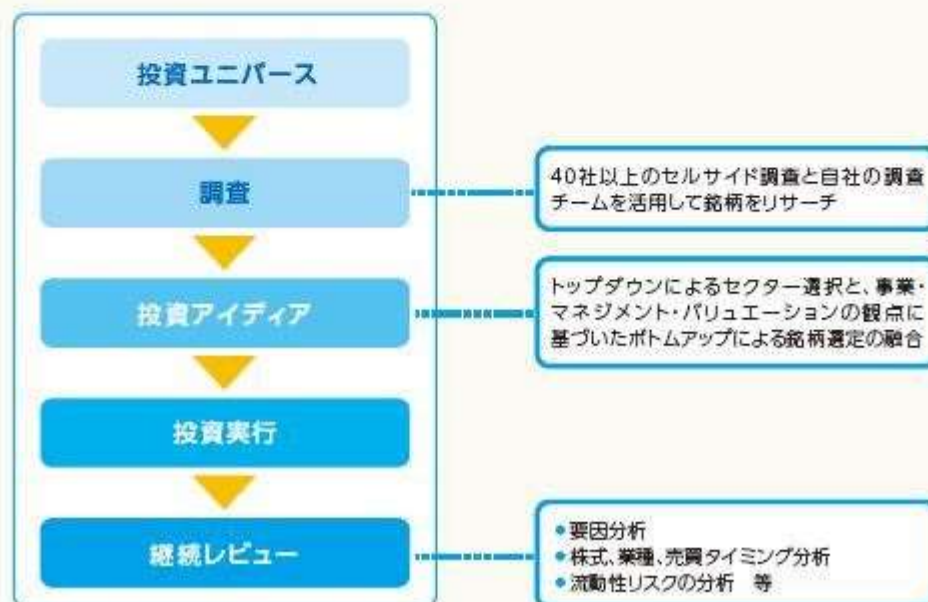 投資ユニバース
調査
40社以上のセルサイド調査と自社の調査
チームを活用して銘柄をリサーチ
投資アイディア
トップダウンによるセクター選択と、事業・
マネジメント・バリュエーションの観点に
基づいたボトムアップによる銘柄選定の融合
投資実行
継続レビュー
●要因分析
●株式、業種、売買タイミング分析
●流動性リスクの分析　等